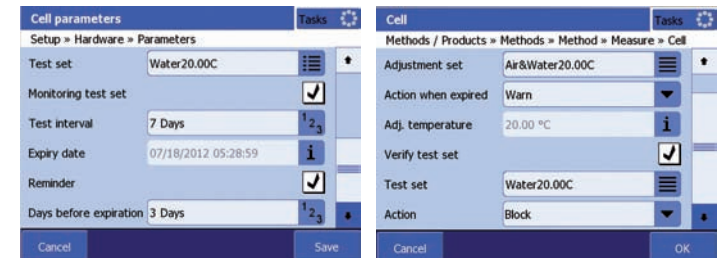 Cell parameters Tasks
Setup » Hardware » Parameters
Test set Water20.00C
Monitoring test set
Test interval 7 Days 123
Expiry date 07/18/2012 05:28:59 i
Reminder
Days before expiration 3 Days 123
Cancel Save
Cell Tasks
Methods / Products » Methods » Method » Measure » Cell
Adjustment set Air&Water20.00C
Action when expired Warn
Adj. temperature 20.00 °C i
Verify test set
Test set Water20.00C
Action Block
Cancel OK